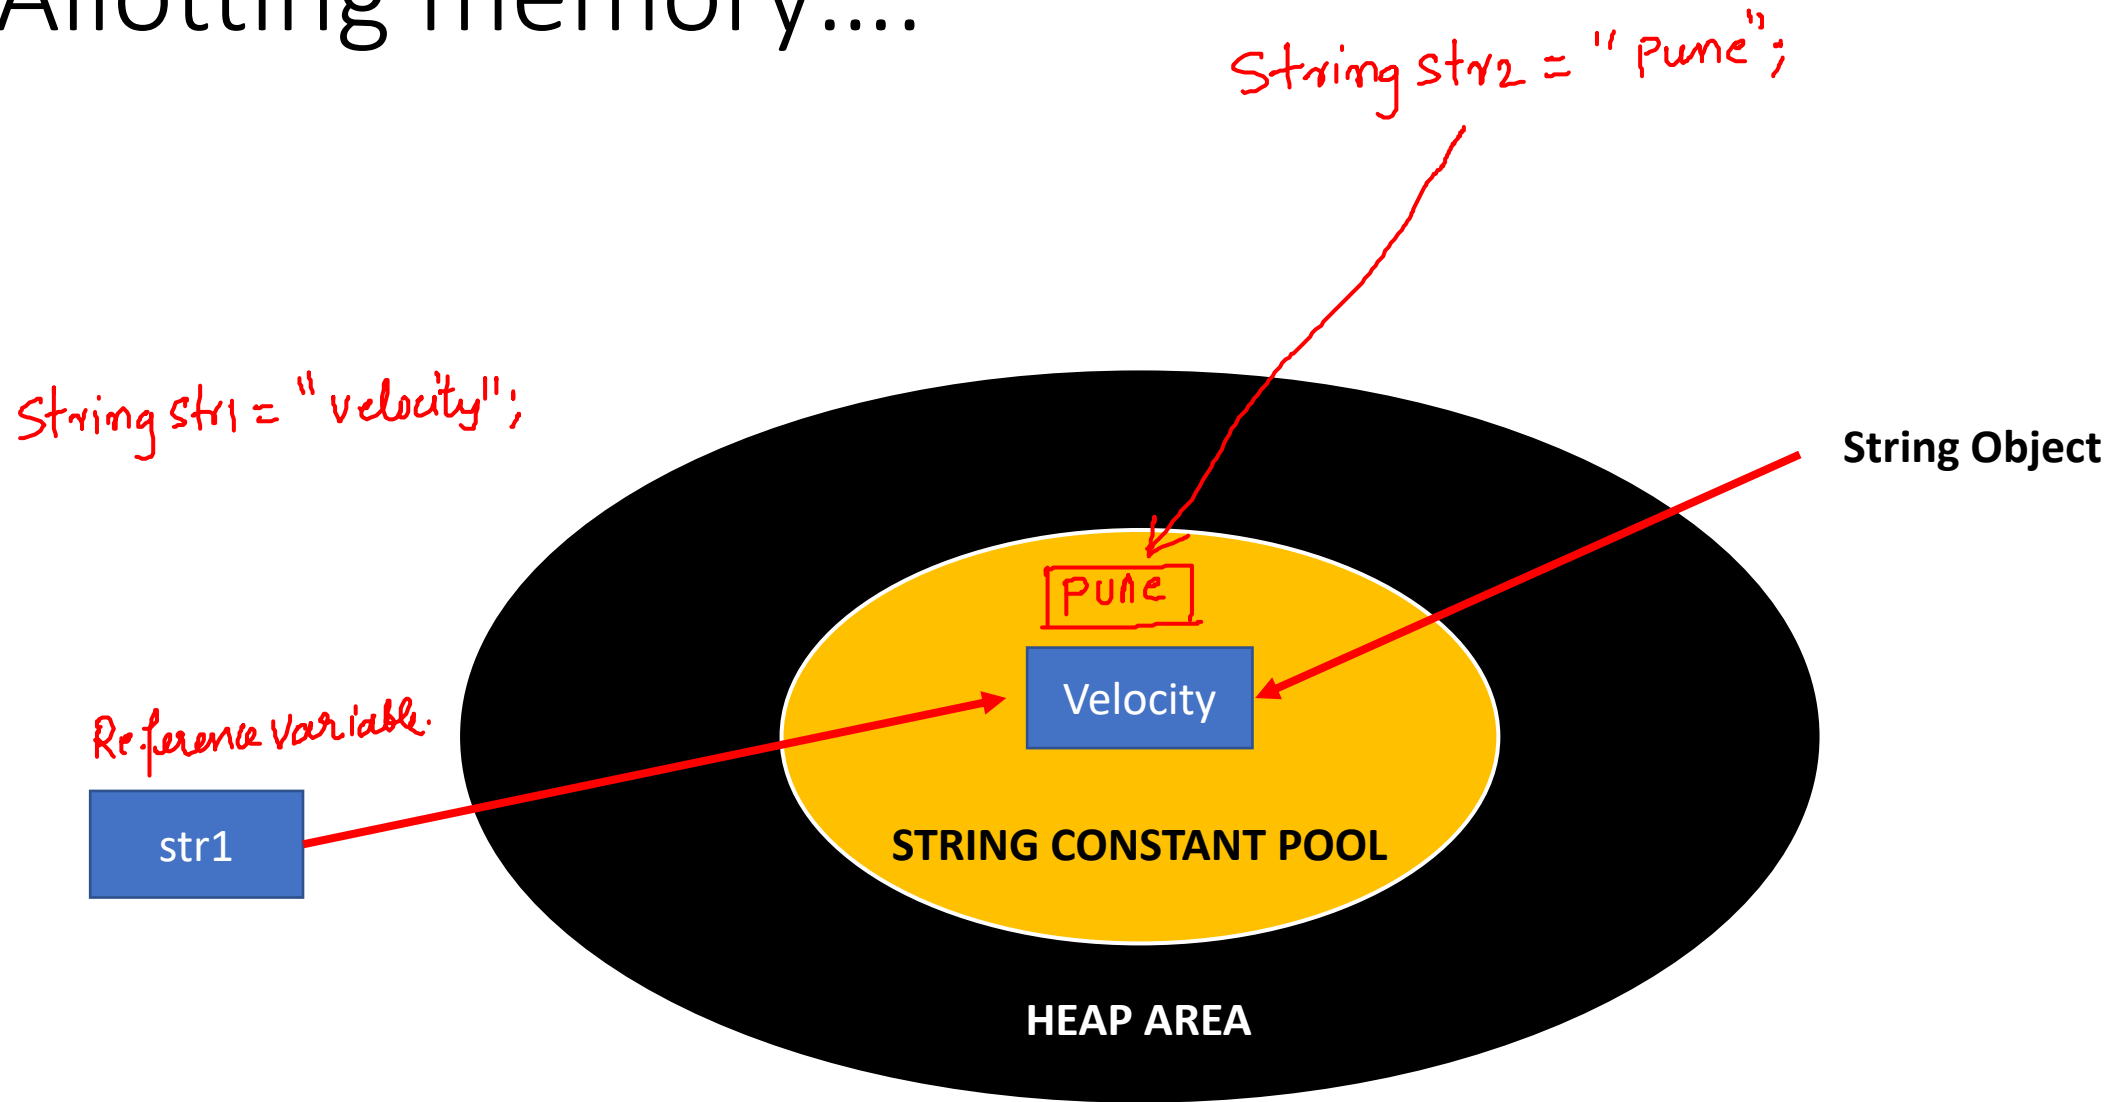 Allotting memory....
String str2 = "Pune";
String str1 = "velocity";
String Object
Pune
Velocity
Reference Variable.
str1
STRING CONSTANT POOL
HEAP AREA